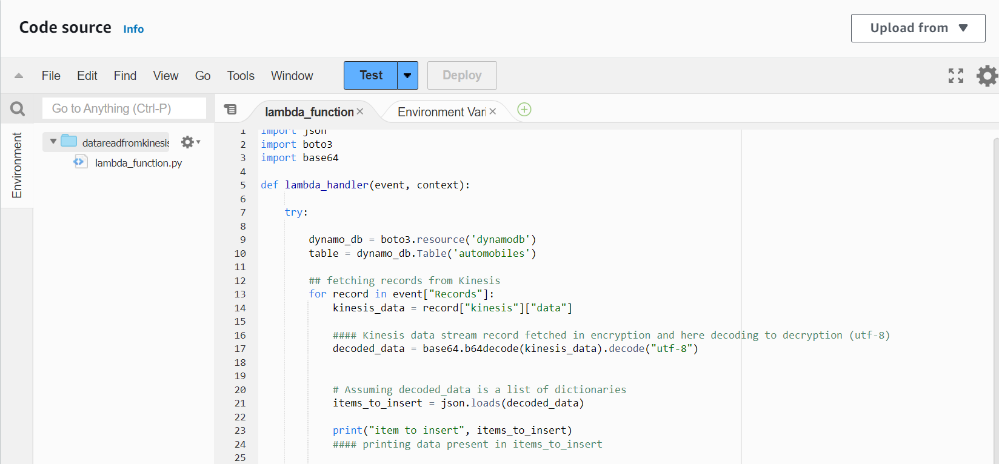 Code source Info
Upload from
File Edit Find View Go Tools Window Test Deploy
Go to Anything (Ctrl-P)
lambda_function Environment Vari
Environment
datareadfromkinesis
lambda_function.py
1 import json
2 import boto3
3 import base64
4
5 def lambda_handler(event, context):
6
7 try:
8
9 dynamo_db = boto3.resource('dynamodb')
10 table = dynamo_db.Table('automobiles')
11
12 ## fetching records from Kinesis
13 for record in event["Records"]:
14 kinesis_data = record["kinesis"]["data"]
15
16 #### Kinesis data stream record fetched in encryption and here decoding to decryption (utf-8)
17 decoded_data = base64.b64decode(kinesis_data).decode("utf-8")
18
19
20 # Assuming decoded_data is a list of dictionaries
21 items_to_insert = json.loads(decoded_data)
22
23 print("item to insert", items_to_insert)
24 #### printing data present in items_to_insert
25